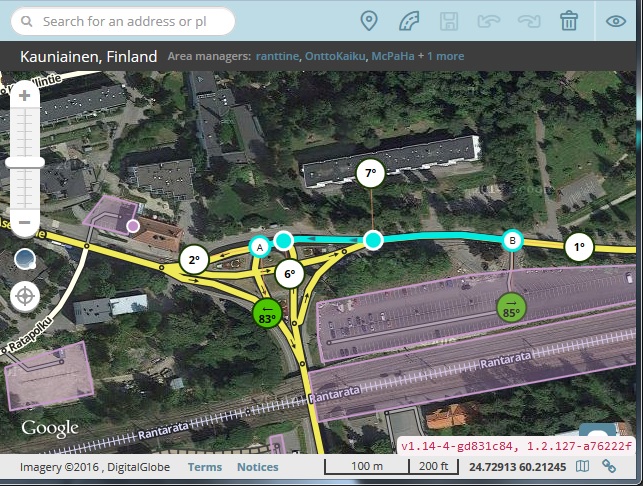 Search for an address or pl
Kauniainen, Finland Area managers: ranttine, OnttoKaiku, McPaHa + 1 more
7°
A
B
1°
2°
6°
83°
85°
Ratapolku
Rantarata
Rantarata
Rantarata
Google
v1.14-4-gd831c84, 1.2.127-a76222f
Imagery ©2016 , DigitalGlobe Terms Notices 100 m 200 ft 24.72913 60.21245